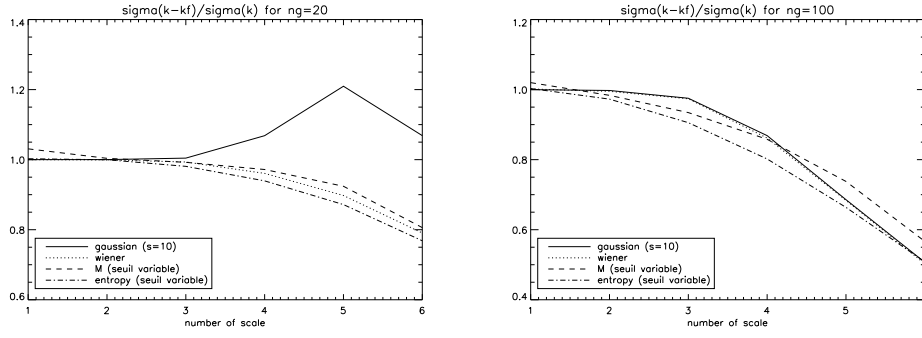 sigma(k-kf)/sigma(k) for ng=20
1.4
1.2
1.0
0.8
0.6
1 2 3 4 5 6
number of scale
gaussian (s=10)
wiener
M (seuil variable)
entropy (seuil variable)
sigma(k-kf)/sigma(k) for ng=100
1.2
1.0
0.8
0.6
0.4
1 2 3 4 5
number of scale
gaussian (s=10)
wiener
M (seuil variable)
entropy (seuil variable)